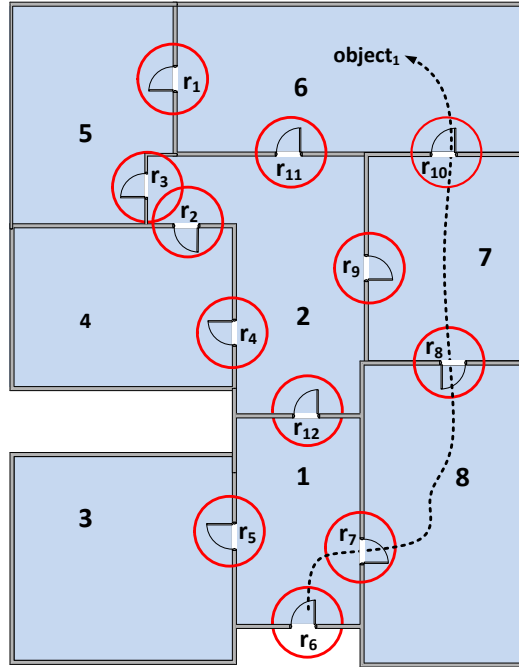 object₁
6
r₁
5
r₁₁
r₁₀
r₃
r₂
r₉
7
4
r₄
2
r₈
r₁₂
1
8
3
r₅
r₇
r₆